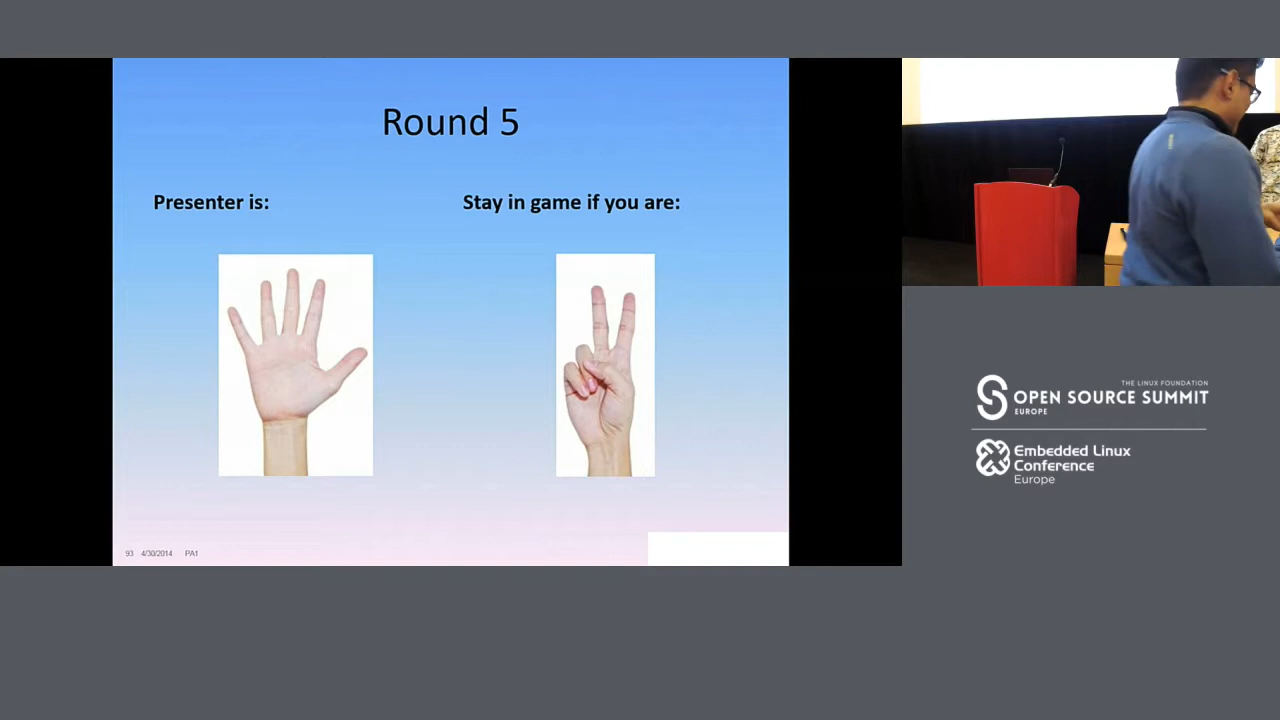 Round 5
Presenter is:
Stay in game if you are:
93 4/30/2014 PA1
THE LINUX FOUNDATION
OPEN SOURCE SUMMIT
EUROPE
Embedded Linux
Conference
Europe